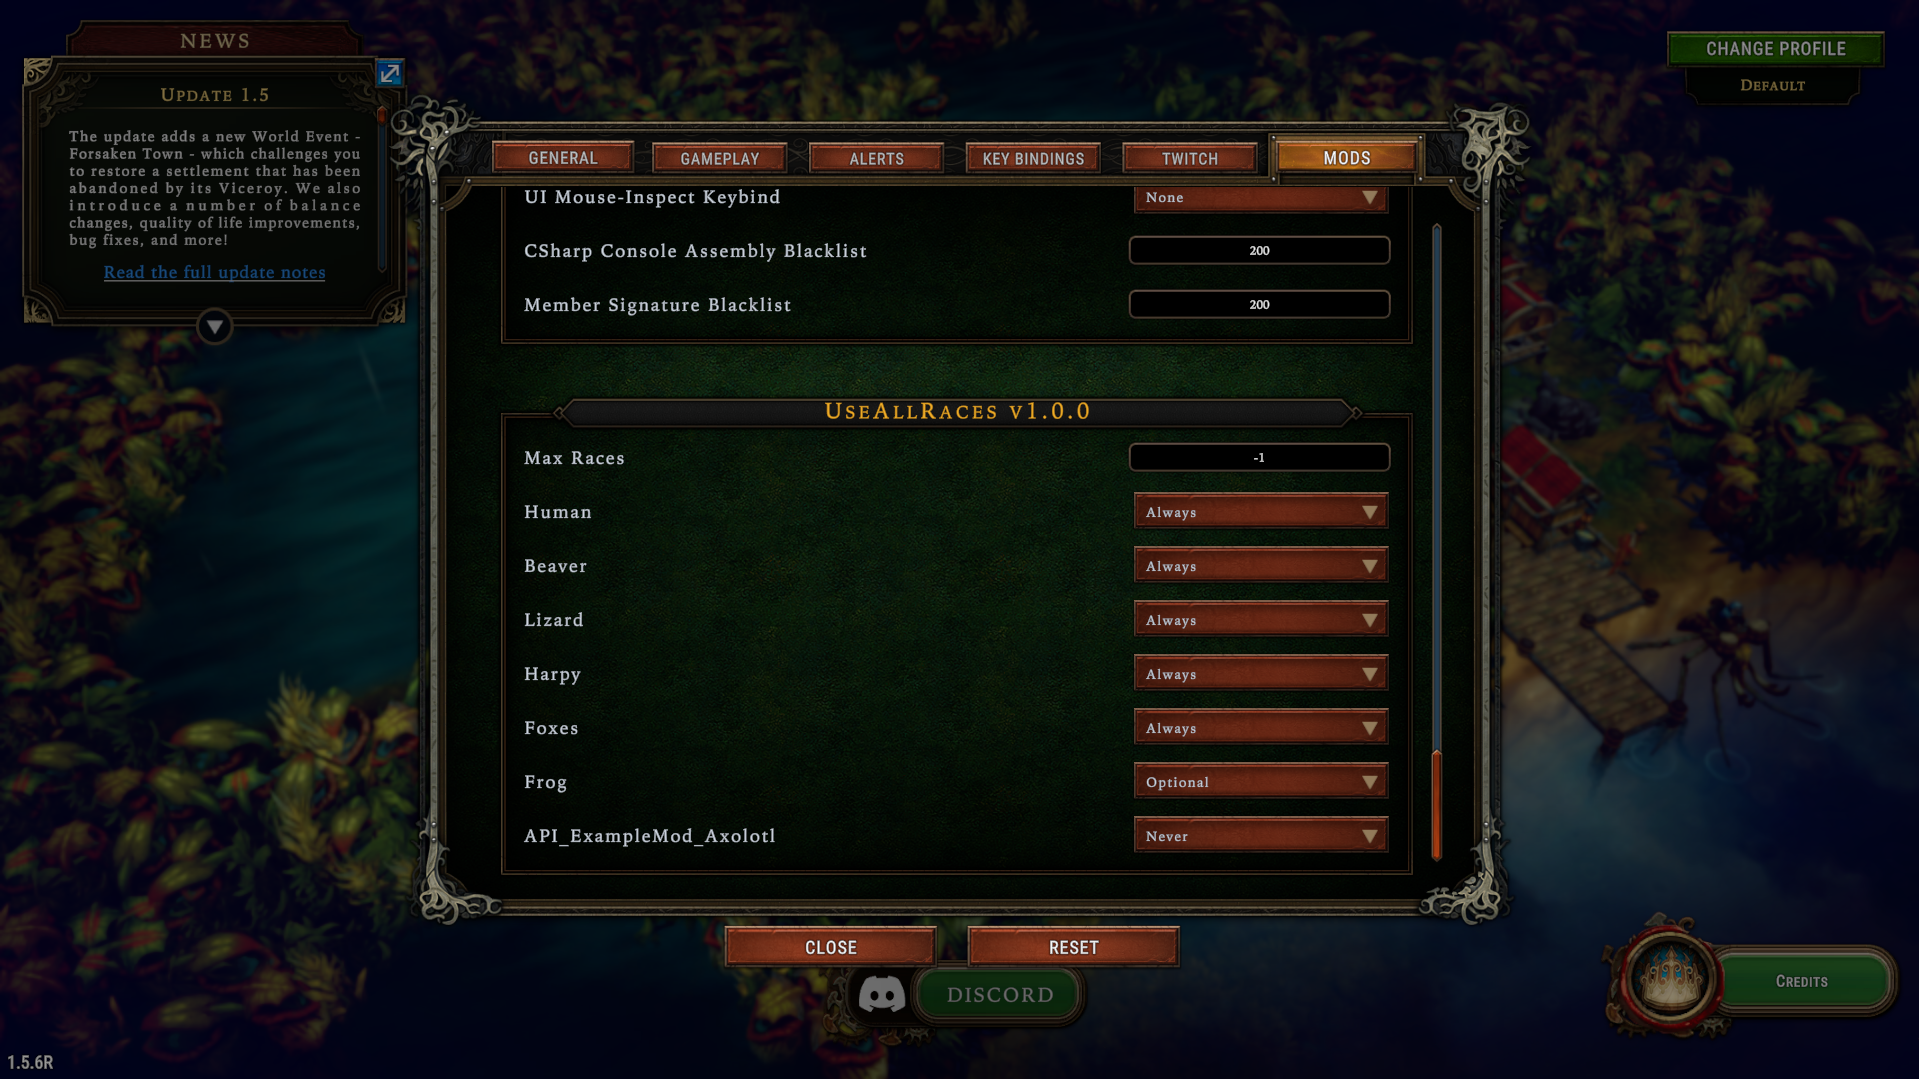 NEWS
UPDATE 1.5
The update adds a new World Event -
Forsaken Town - which challenges you
to restore a settlement that has been
abandoned by its Viceroy. We also
introduce a number of balance
changes, quality of life improvements,
bug fixes, and more!
Read the full update notes
CHANGE PROFILE
DEFAULT
GENERAL
GAMEPLAY
ALERTS
KEY BINDINGS
TWITCH
MODS
UI Mouse-Inspect Keybind
None
CSharp Console Assembly Blacklist
200
Member Signature Blacklist
200
USEALLRACES V1.0.0
Max Races
-1
Human
Always
Beaver
Always
Lizard
Always
Harpy
Always
Foxes
Always
Frog
Optional
API_ExampleMod_Axolotl
Never
CLOSE
RESET
DISCORD
CREDITS
1.5.6R